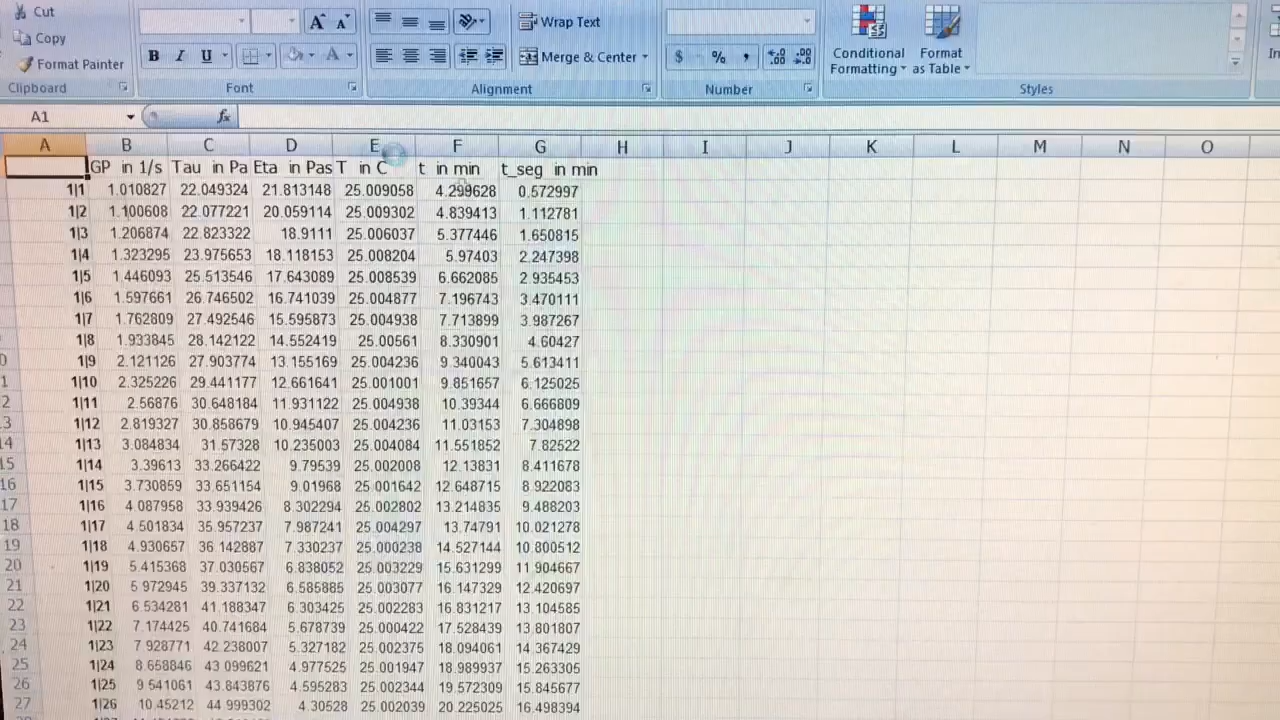 Cut
Copy
Format Painter
Clipboard
B I U
A A
A
Font
Wrap Text
Merge & Center
Alignment
$ % ,
Number
Conditional Formatting
Format as Table
Styles
A1 fx
A B C D E F G H I J K L M N O
GP in 1/s Tau in Pa Eta in Pas T in C t in min t_seg in min
1|1 1.010827 22.049324 21.813148 25.009058 4.299628 0.572997
1|2 1.100608 22.077221 20.059114 25.009302 4.839413 1.112781
1|3 1.206874 22.823322 18.9111 25.006037 5.377446 1.650815
1|4 1.323295 23.975653 18.118153 25.008204 5.97403 2.247398
1|5 1.446093 25.513546 17.643089 25.008539 6.662085 2.935453
1|6 1.597661 26.746502 16.741039 25.004877 7.196743 3.470111
1|7 1.762809 27.492546 15.595873 25.004938 7.713899 3.987267
1|8 1.933845 28.142122 14.552419 25.00561 8.330901 4.60427
1|9 2.121126 27.903774 13.155169 25.004236 9.340043 5.613411
1|10 2.325226 29.441177 12.661641 25.001001 9.851657 6.125025
1|11 2.56876 30.648184 11.931122 25.004938 10.39344 6.666809
1|12 2.819327 30.858679 10.945407 25.004236 11.03153 7.304898
1|13 3.084834 31.57328 10.235003 25.004084 11.551852 7.82522
15 1|14 3.39613 33.266422 9.79539 25.002008 12.13831 8.411678
16 1|15 3.730859 33.651154 9.01968 25.001642 12.648715 8.922083
17 1|16 4.087958 33.939426 8.302294 25.002802 13.214835 9.488203
18 1|17 4.501834 35.957237 7.987241 25.004297 13.74791 10.021278
19 1|18 4.930657 36.142887 7.330237 25.000238 14.527144 10.800512
20 1|19 5.415368 37.030567 6.838052 25.003229 15.631299 11.904667
21 1|20 5.972945 39.337132 6.585885 25.003077 16.147329 12.420697
22 1|21 6.534281 41.188347 6.303425 25.002283 16.831217 13.104585
23 1|22 7.174425 40.741684 5.678739 25.000422 17.528439 13.801807
24 1|23 7.928771 42.238007 5.327182 25.002375 18.094061 14.367429
25 1|24 8.658846 43.099621 4.977525 25.001947 18.989937 15.263305
26 1|25 9.541061 43.843876 4.595283 25.002344 19.572309 15.845677
27 1|26 10.45212 44.999302 4.30528 25.002039 20.225025 16.498394